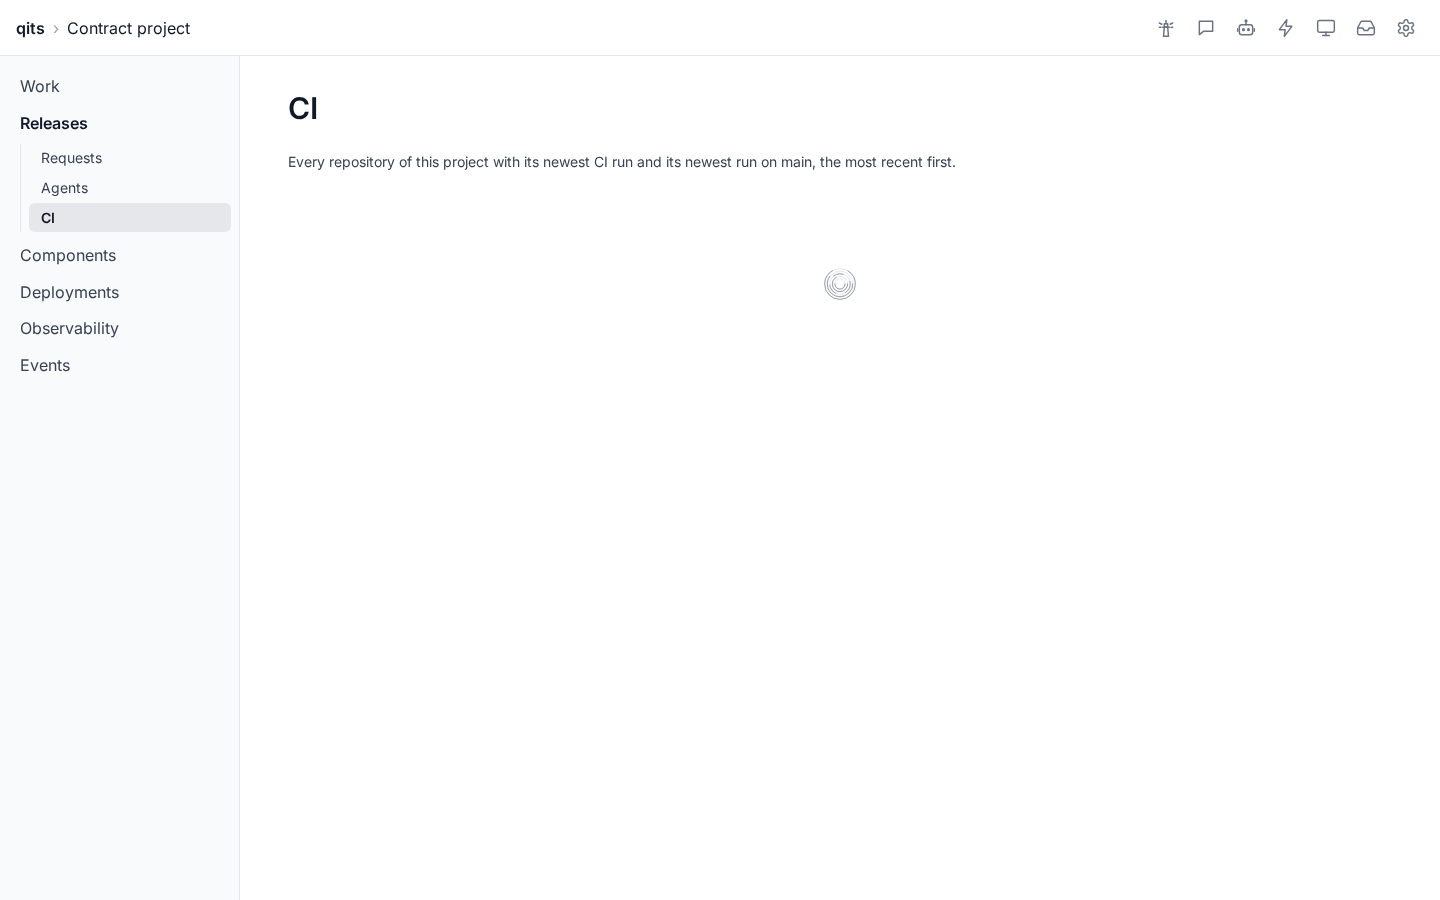 qits › Contract project
Work
Releases
Requests
Agents
CI
Components
Deployments
Observability
Events
CI
Every repository of this project with its newest CI run and its newest run on main, the most recent first.